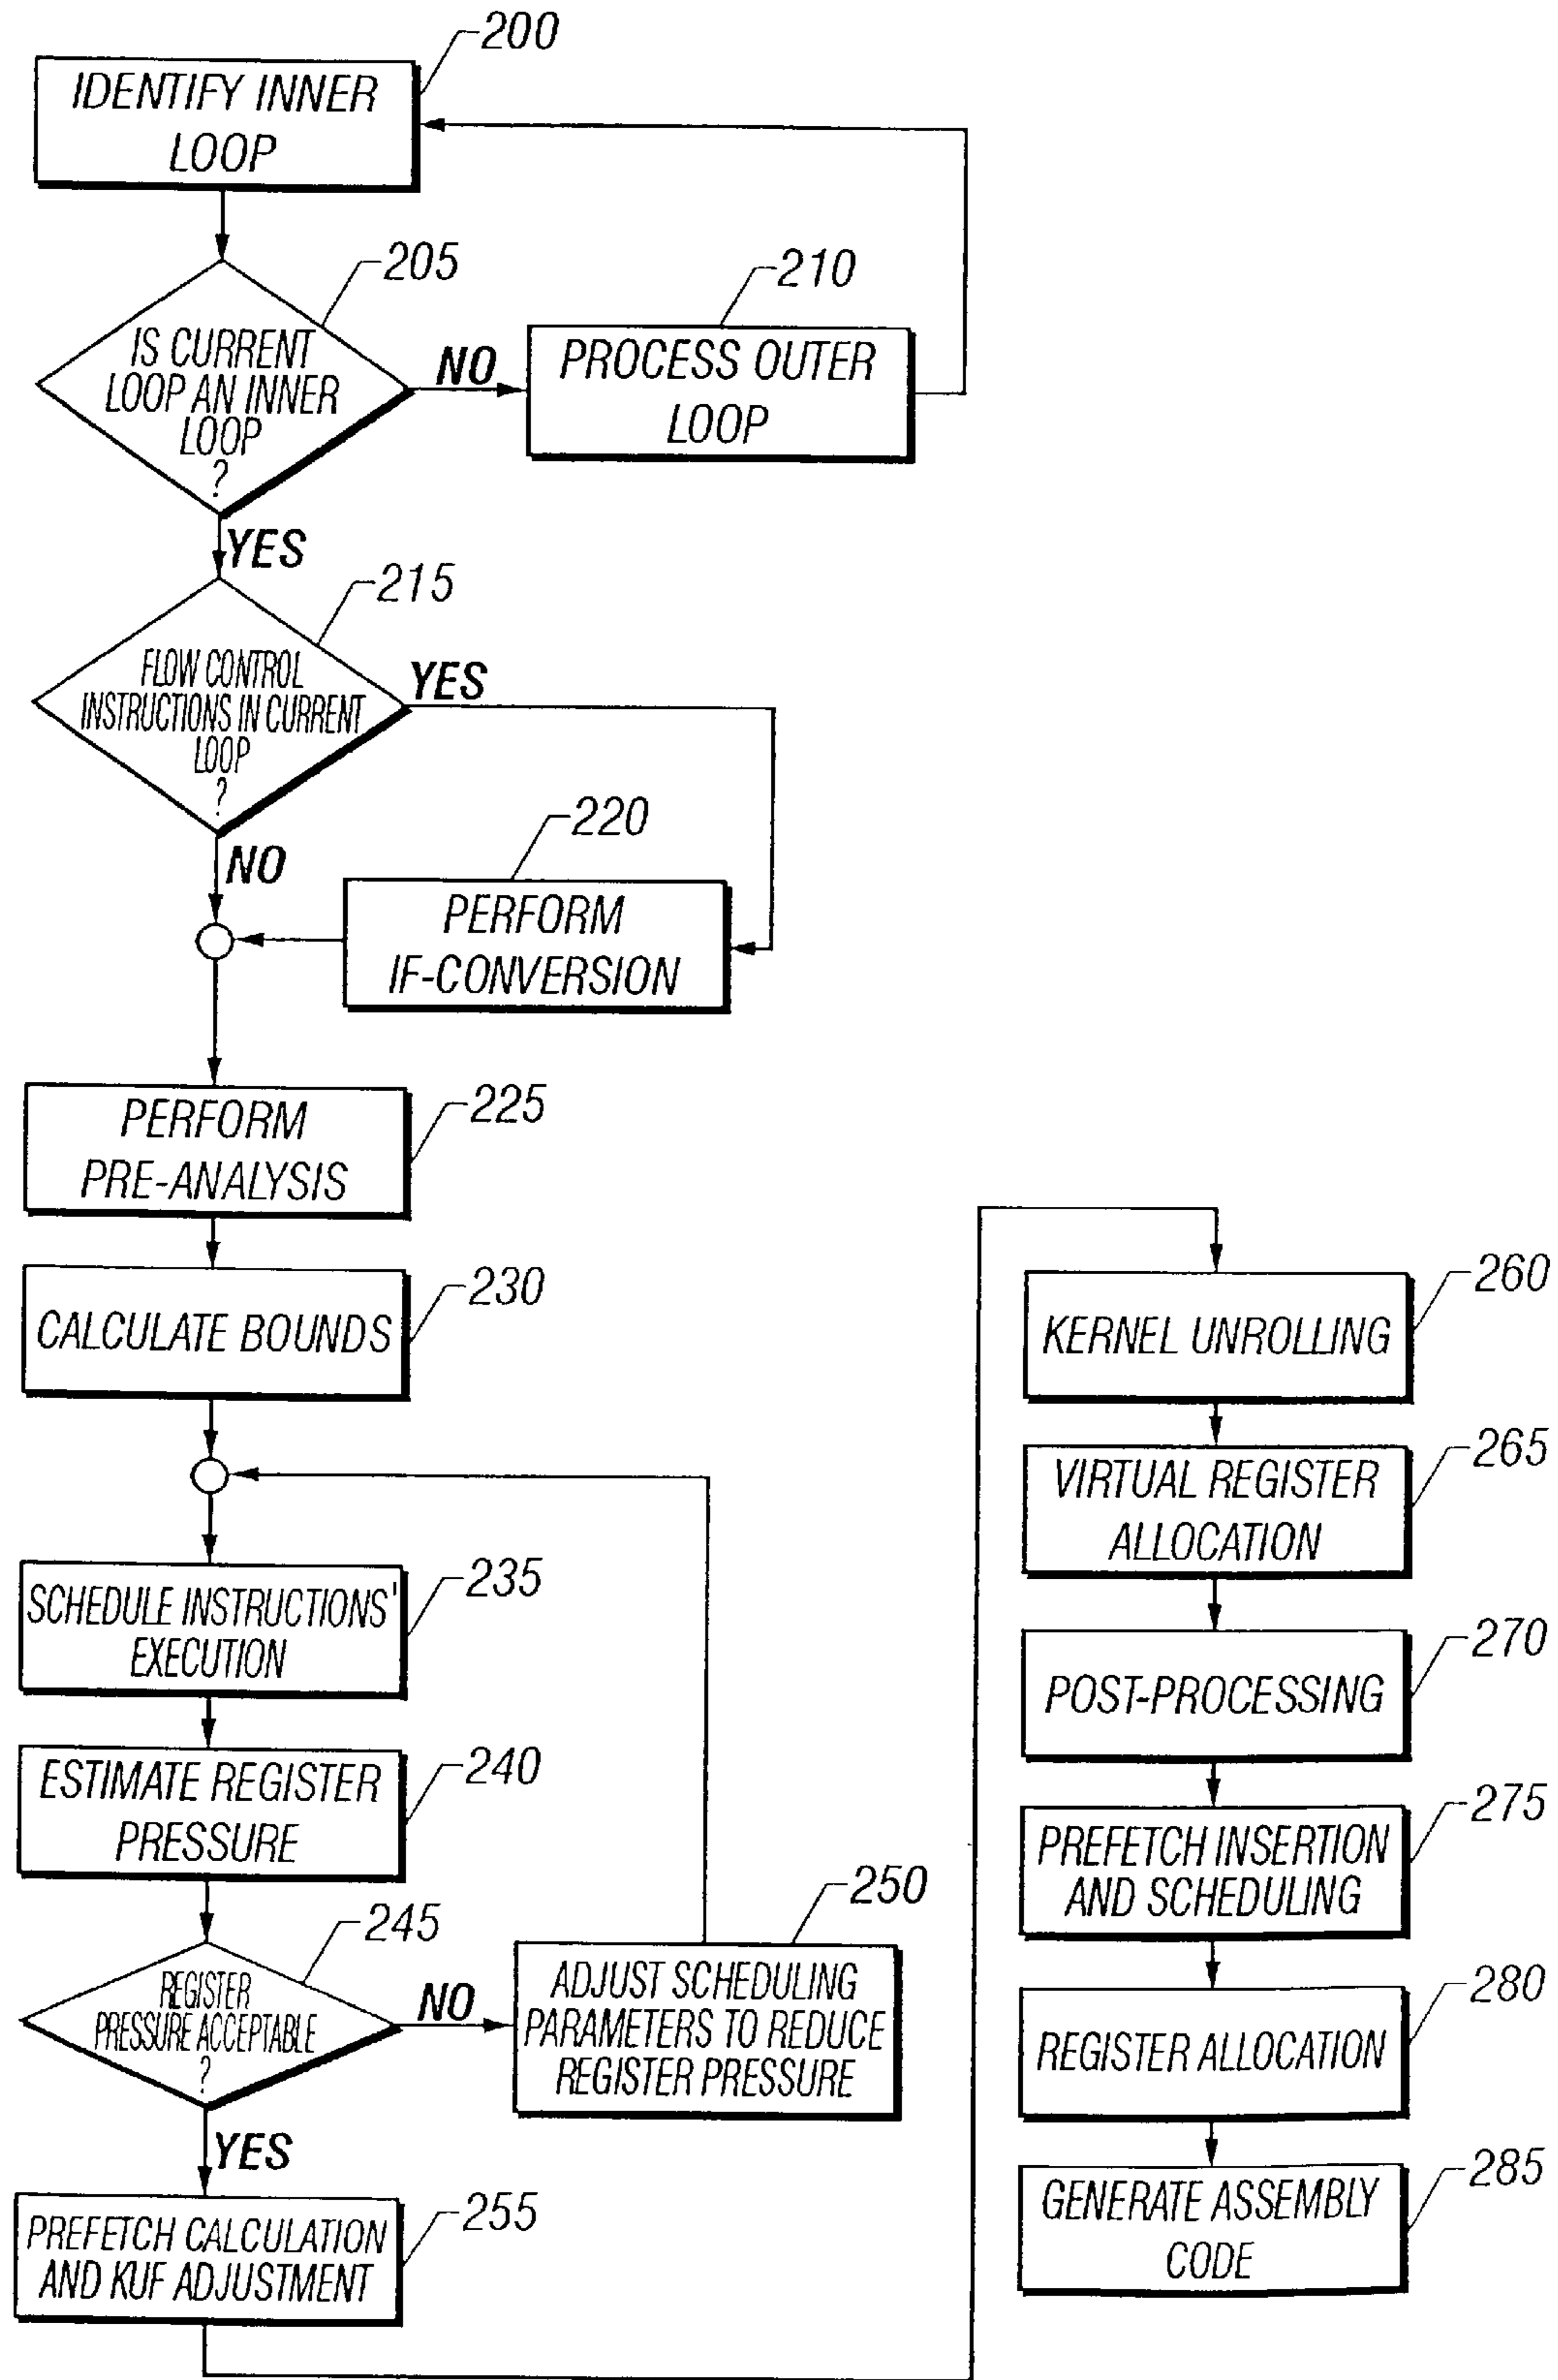 200
IDENTIFY INNER
LOOP
205
IS CURRENT
LOOP AN INNER
LOOP
?
NO
210
PROCESS OUTER
LOOP
YES
215
FLOW CONTROL
INSTRUCTIONS IN CURRENT
LOOP
?
YES
NO
220
PERFORM
IF-CONVERSION
225
PERFORM
PRE-ANALYSIS
230
CALCULATE BOUNDS
235
SCHEDULE INSTRUCTIONS'
EXECUTION
240
ESTIMATE REGISTER
PRESSURE
245
REGISTER
PRESSURE ACCEPTABLE
?
NO
250
ADJUST SCHEDULING
PARAMETERS TO REDUCE
REGISTER PRESSURE
YES
255
PREFETCH CALCULATION
AND KUF ADJUSTMENT
260
KERNEL UNROLLING
265
VIRTUAL REGISTER
ALLOCATION
270
POST-PROCESSING
275
PREFETCH INSERTION
AND SCHEDULING
280
REGISTER ALLOCATION
285
GENERATE ASSEMBLY
CODE